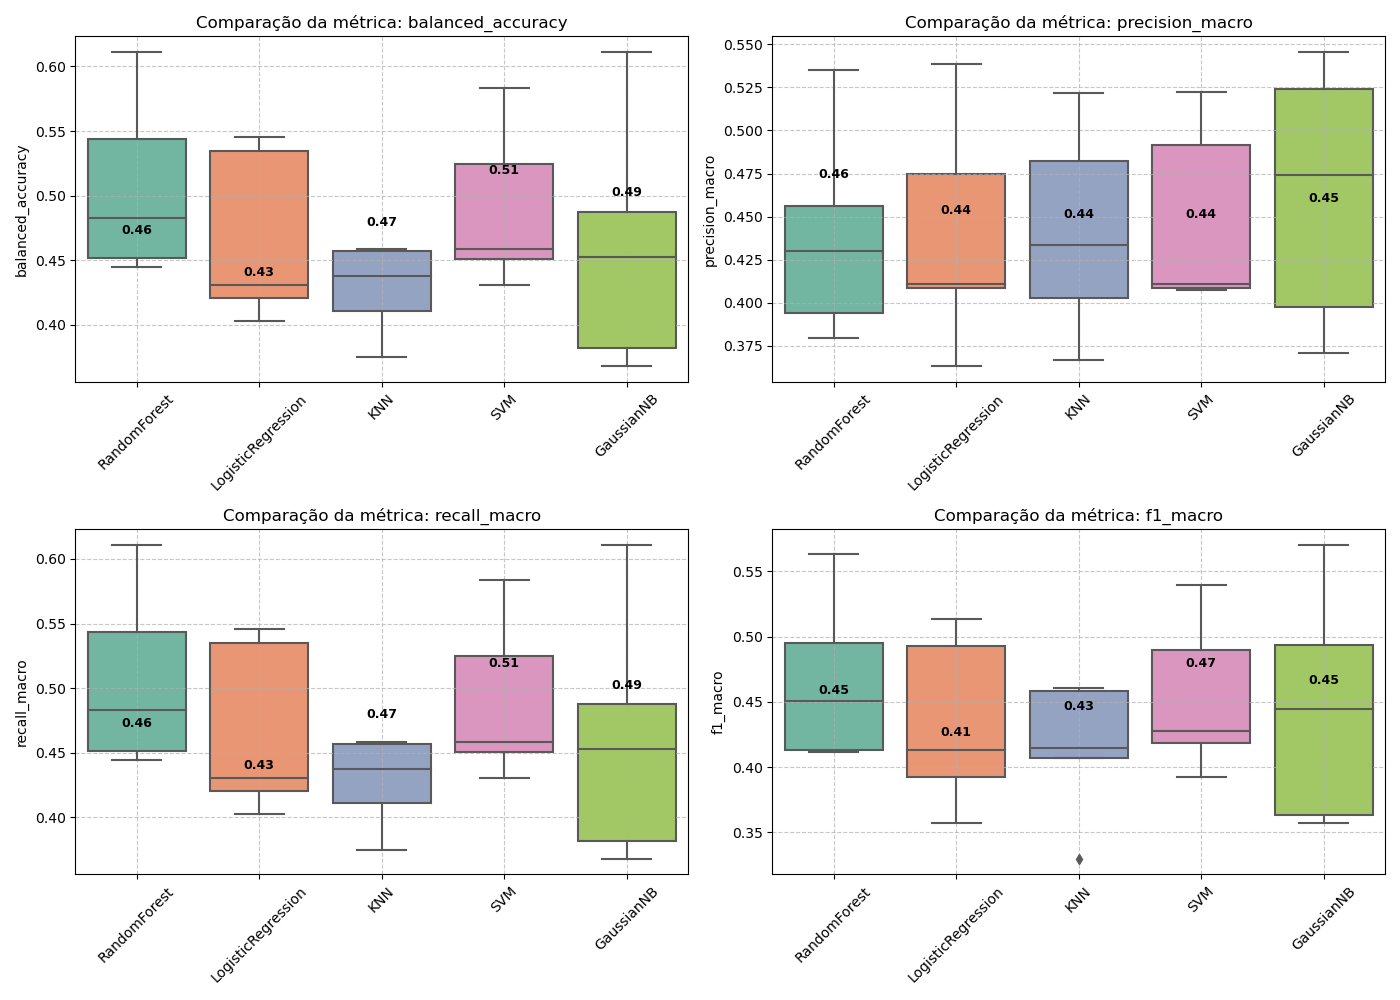 Comparação da métrica: balanced_accuracy
balanced_accuracy
0.60
0.55
0.50
0.45
0.40
0.46
0.43
0.47
0.51
0.49
RandomForest
LogisticRegression
KNN
SVM
GaussianNB
Comparação da métrica: precision_macro
precision_macro
0.550
0.525
0.500
0.475
0.450
0.425
0.400
0.375
0.46
0.44
0.44
0.44
0.45
RandomForest
LogisticRegression
KNN
SVM
GaussianNB
Comparação da métrica: recall_macro
recall_macro
0.60
0.55
0.50
0.45
0.40
0.46
0.43
0.47
0.51
0.49
RandomForest
LogisticRegression
KNN
SVM
GaussianNB
Comparação da métrica: f1_macro
f1_macro
0.55
0.50
0.45
0.40
0.35
0.45
0.41
0.43
0.47
0.45
RandomForest
LogisticRegression
KNN
SVM
GaussianNB